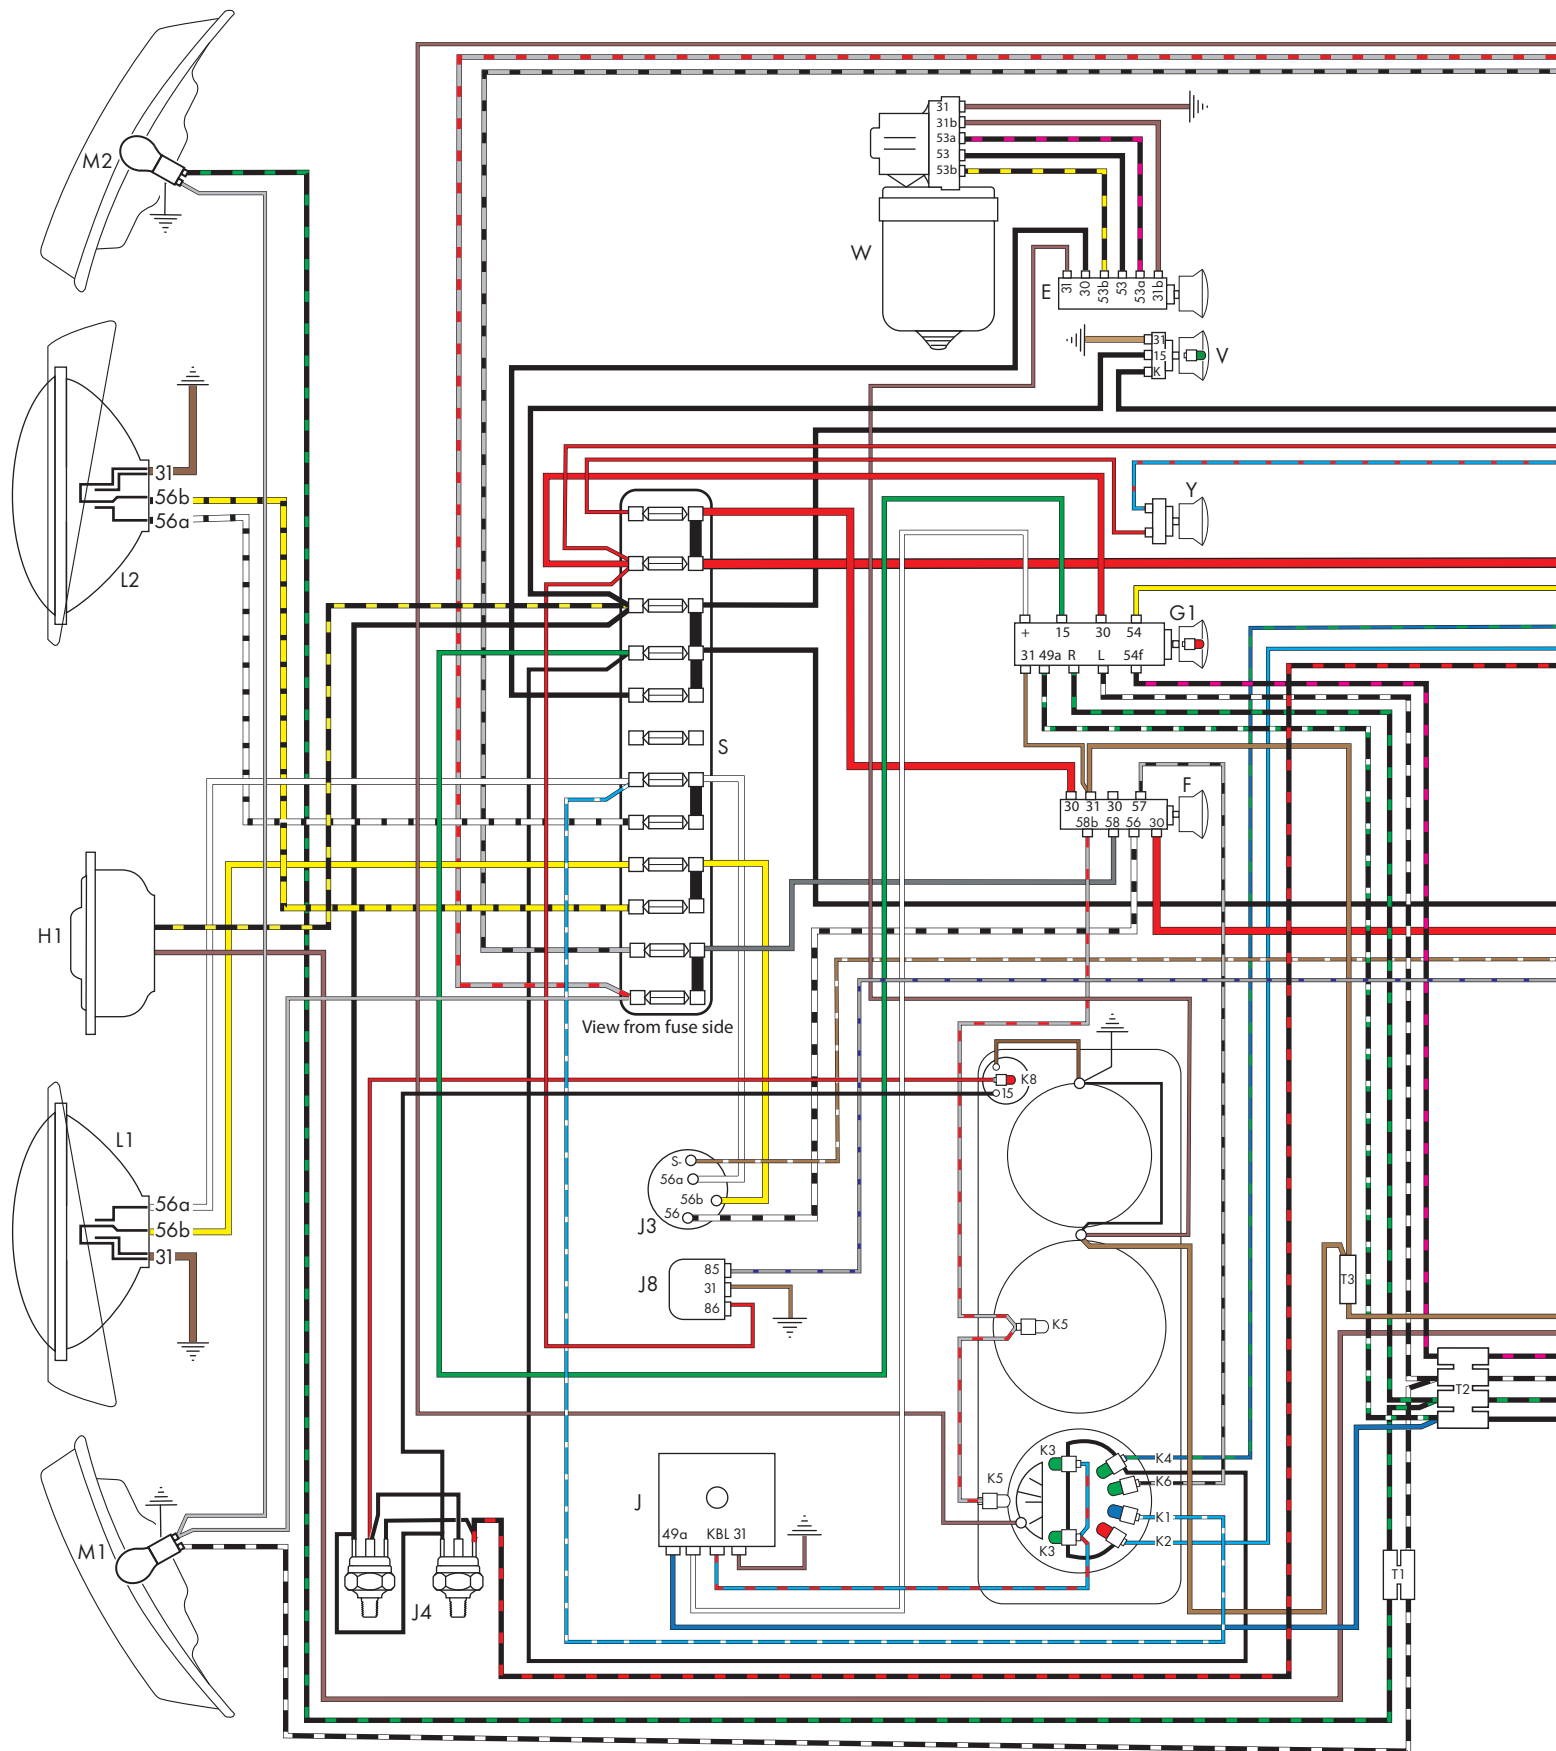 M2
31
31b
53a
53
53b
W
E
31
30
53b
53
53a
31b
31
15
K
V
31
56b
56a
L2
Y
G1
+
15
30
54
31
49a
R
L
54f
S
F
30
31
30
57
58b
58
56
30
H1
View from fuse side
K8
15
L1
S-
56a
56b
56
J3
56a
56b
31
J8
85
31
86
K5
T3
T2
K3
K4
K5
K6
K1
K2
K3
J
49a
KBL
31
M1
J4
T1